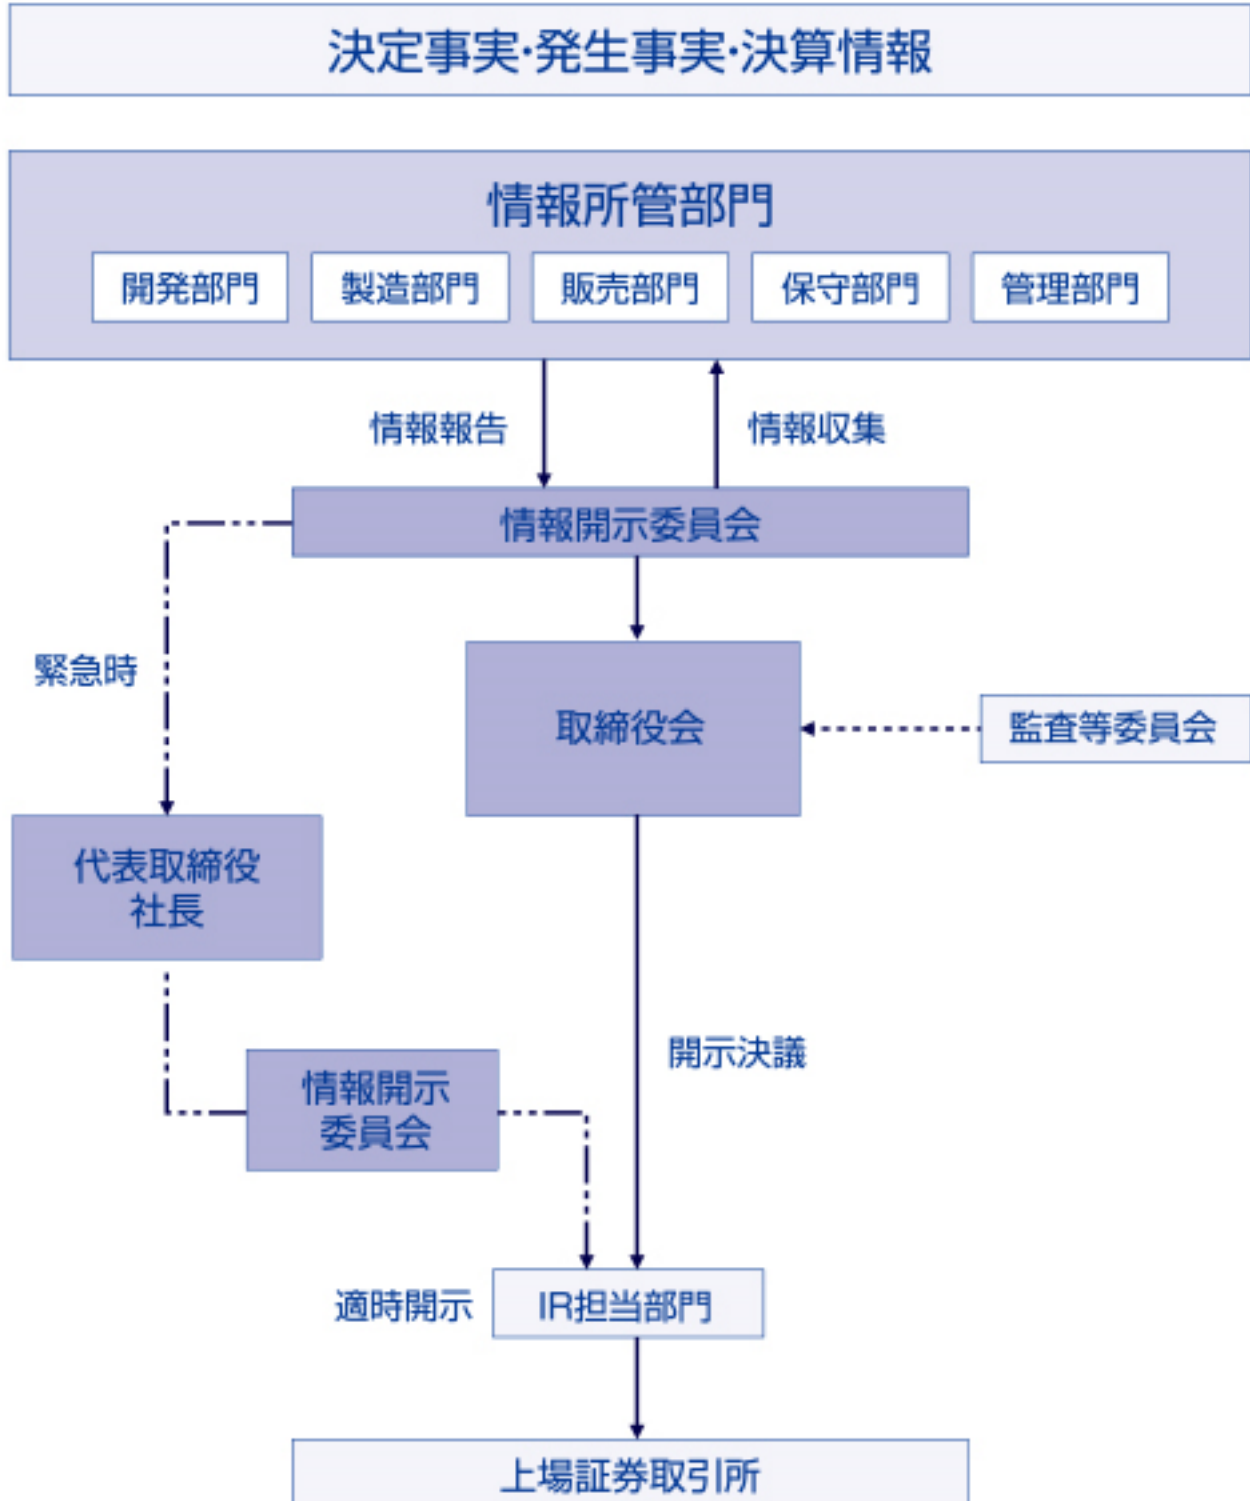 決定事実・発生事実・決算情報
情報所管部門
開発部門 製造部門 販売部門 保守部門 管理部門
情報報告 情報収集
情報開示委員会
緊急時
取締役会 監査等委員会
代表取締役
社長
開示決議
情報開示
委員会
適時開示 IR担当部門
上場証券取引所